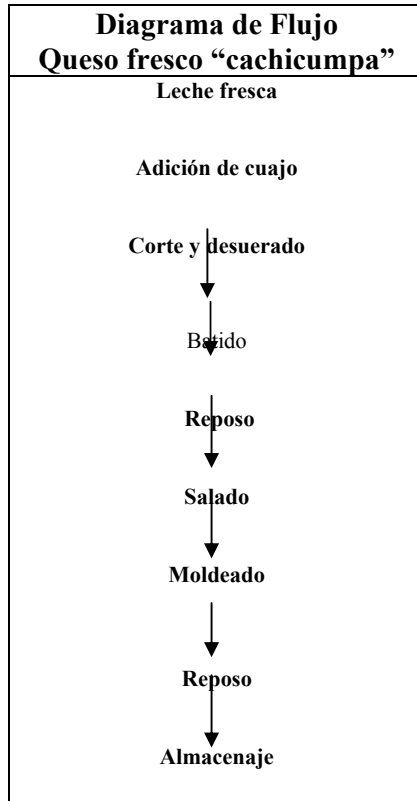 Diagrama de Flujo
Queso fresco “cachicumpa”
Leche fresca
Adición de cuajo
Corte y desuerado
Batido
Reposo
Salado
Moldeado
Reposo
Almacenaje